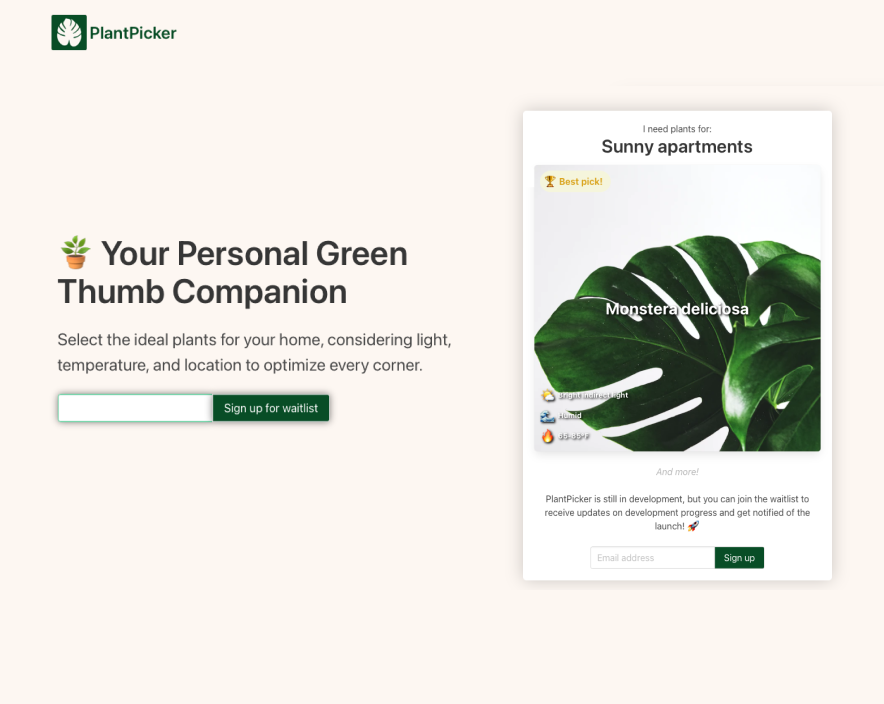 PlantPicker
🪴 Your Personal Green
Thumb Companion
Select the ideal plants for your home, considering light,
temperature, and location to optimize every corner.
Sign up for waitlist
I need plants for:
Sunny apartments
🏆 Best pick!
Monstera deliciosa
🌤️ Bright indirect light
🌊 Humid
🔥 65-85°F
And more!
PlantPicker is still in development, but you can join the waitlist to
receive updates on development progress and get notified of the
launch! 🚀
Email address
Sign up